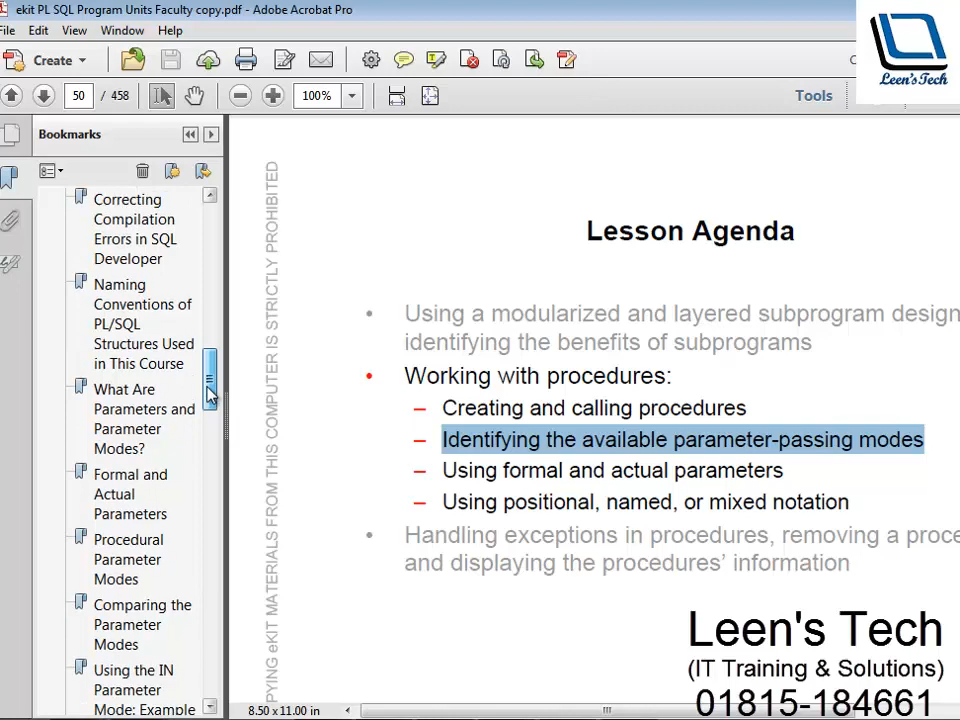 ekit PL SQL Program Units Faculty copy.pdf - Adobe Acrobat Pro
File Edit View Window Help
Create
50 / 458
100%
Tools
Leen'sTech
Bookmarks
Correcting
Compilation
Errors in SQL
Developer
Naming
Conventions of
PL/SQL
Structures Used
in This Course
What Are
Parameters and
Parameter
Modes?
Formal and
Actual
Parameters
Procedural
Parameter
Modes
Comparing the
Parameter
Modes
Using the IN
Parameter
Mode: Example
PYING eKIT MATERIALS FROM THIS COMPUTER IS STRICTLY PROHIBITED
Lesson Agenda
• Using a modularized and layered subprogram design
identifying the benefits of subprograms
• Working with procedures:
– Creating and calling procedures
– Identifying the available parameter-passing modes
– Using formal and actual parameters
– Using positional, named, or mixed notation
• Handling exceptions in procedures, removing a proce
and displaying the procedures' information
Leen's Tech
(IT Training & Solutions)
01815-184661
8.50 x 11.00 in